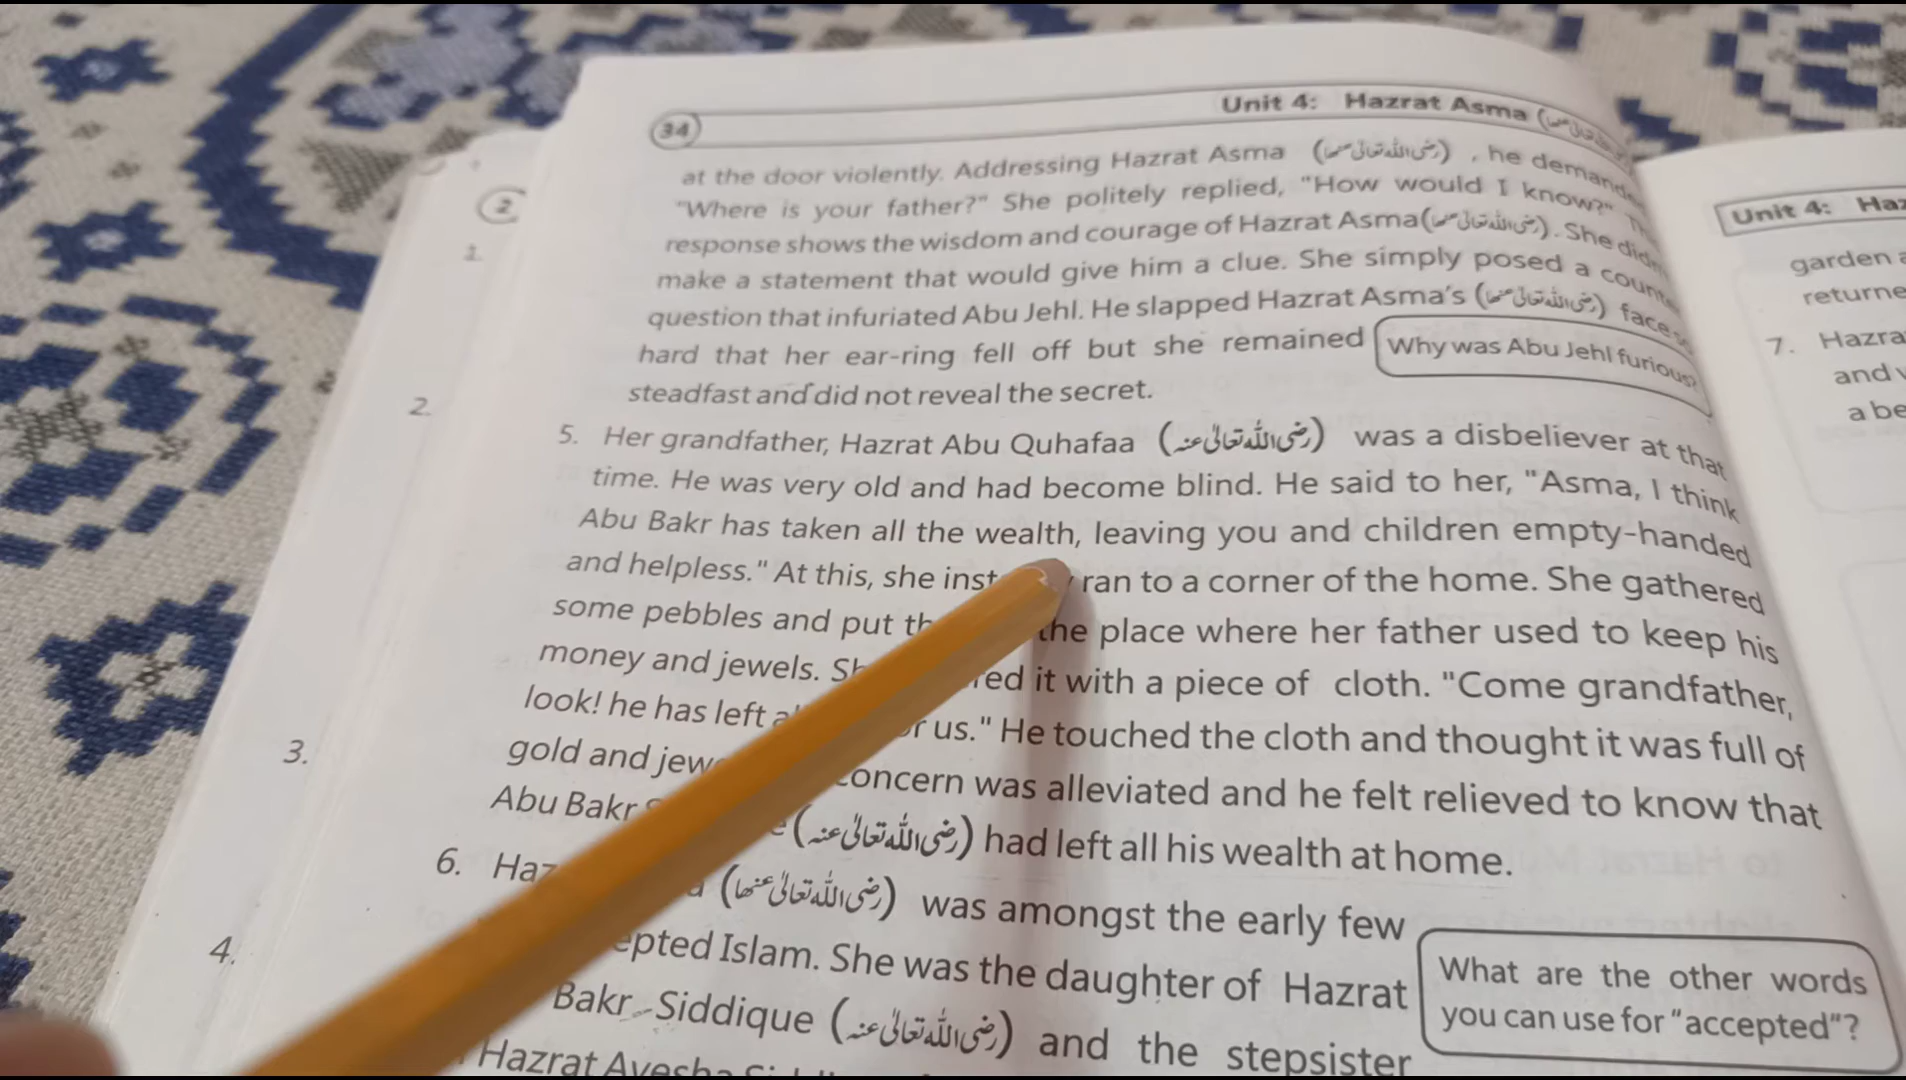 34
Unit 4: Hazrat Asma (رضی اللہ تعالیٰ عنھا)
at the door violently. Addressing Hazrat Asma (رضی اللہ تعالیٰ عنھا) , he
"Where is your father?" She politely replied, "How would I know?"
response shows the wisdom and courage of Hazrat Asma(رضی اللہ تعالیٰ عنھا). She
make a statement that would give him a clue. She simply posed a
question that infuriated Abu Jehl. He slapped Hazrat Asma's (رضی اللہ تعالیٰ عنھا) face
hard that her ear-ring fell off but she remained
steadfast and did not reveal the secret.
Why was Abu Jehl furious?
5. Her grandfather, Hazrat Abu Quhafaa (رضی اللہ تعالیٰ عنہ) was a disbeliever at that
time. He was very old and had become blind. He said to her, "Asma, I think
Abu Bakr has taken all the wealth, leaving you and children empty-handed
and helpless." At this, she ran to a corner of the home. She gathered
some pebbles and put the place where her father used to keep his
money and jewels. it with a piece of cloth. "Come grandfather,
look! he has left us." He touched the cloth and thought it was full of
gold and concern was alleviated and he felt relieved to know that
Abu Bakr (رضی اللہ تعالیٰ عنہ) had left all his wealth at home.
6. (رضی اللہ تعالیٰ عنھا) was amongst the early few
Islam. She was the daughter of Hazrat
Bakr Siddique (رضی اللہ تعالیٰ عنہ) and the stepsister
Hazrat
What are the other words
you can use for "accepted"?
2
1.
2.
3.
4.
Unit 4:
garden
7.
and